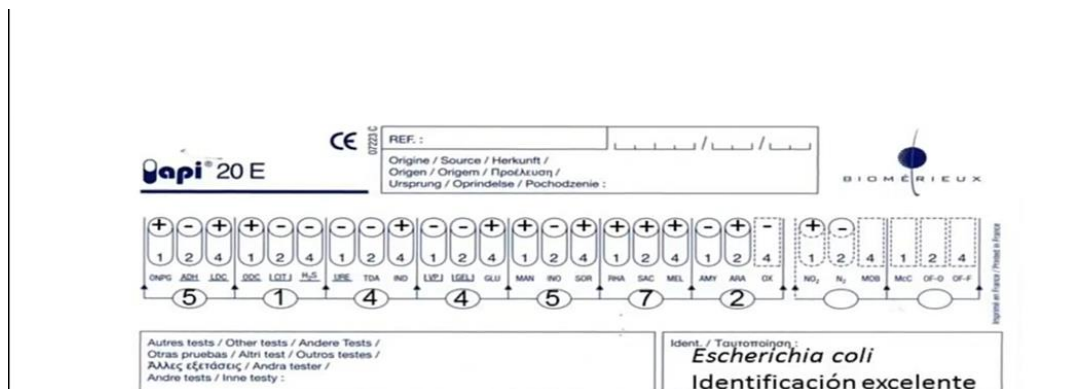 CE
07223 C
REF. :
api® 20 E
Origine / Source / Herkunft /
Origen / Origem / Προέλευση /
Ursprung / Oprindelse / Pochodzenie :
BIOMÉRIEUX
+ - + + - - - - + - - + + - + + + + - + - + -
1 2 4 1 2 4 1 2 4 1 2 4 1 2 4 1 2 4 1 2 4 1 2 4 1 2 4
ONPG ADH LDC ODC |CIT| H₂S URE TDA IND |VP| |GEL| GLU MAN INO SOR RHA SAC MEL AMY ARA OX NO₂ N₂ MOB McC OF-O OF-F
5 1 4 4 5 7 2
Imprimé en France / Printed in France
Autres tests / Other tests / Andere Tests /
Otras pruebas / Altri test / Outros testes /
Άλλες εξετάσεις / Andra tester /
Andre tests / Inne testy :
Ident. / Ταυτοποίηση :
Escherichia coli
Identificación excelente